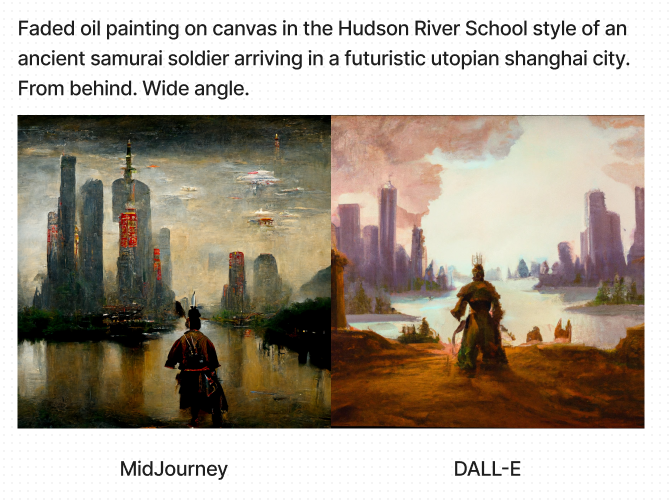 Faded oil painting on canvas in the Hudson River School style of an
ancient samurai soldier arriving in a futuristic utopian shanghai city.
From behind. Wide angle.
MidJourney
DALL-E